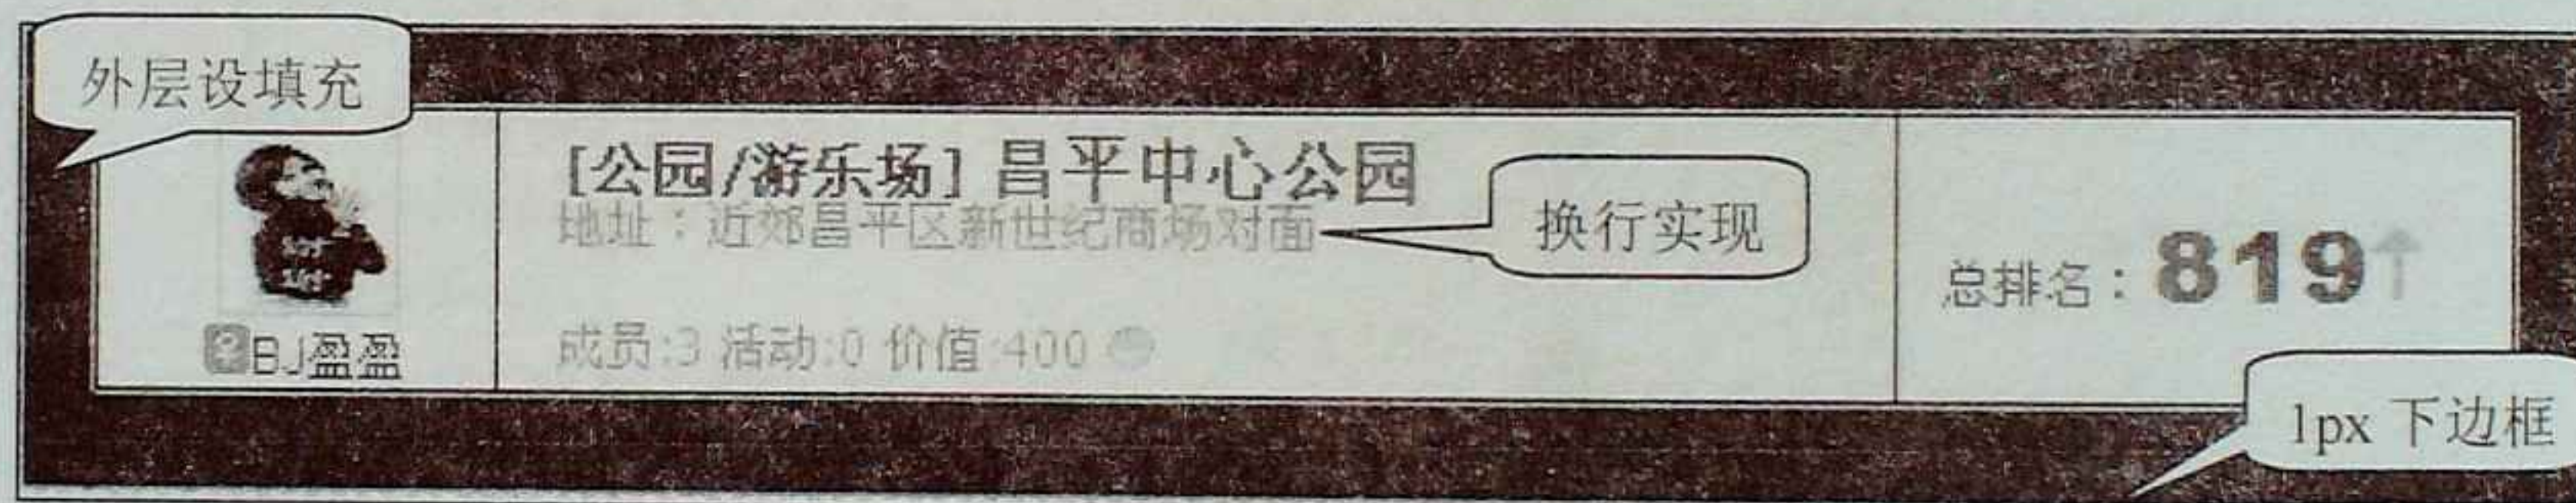 外层设填充
[公园/游乐场] 昌平中心公园
地址：近郊昌平区新世纪商场对面
换行实现
总排名：819↑
BJ盈盈
成员:3 活动:0 价值:400
1px 下边框